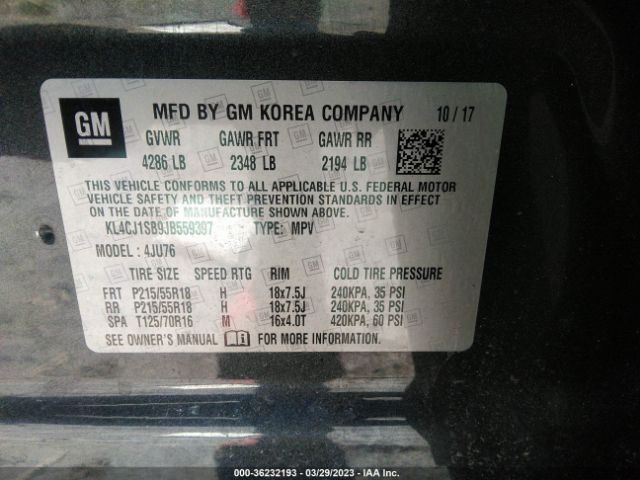 GM MFD BY GM KOREA COMPANY 10/17
GVWR GAWR FRT GAWR RR
4286 LB 2348 LB 2194 LB
THIS VEHICLE CONFORMS TO ALL APPLICABLE U.S. FEDERAL MOTOR
VEHICLE SAFETY AND THEFT PREVENTION STANDARDS IN EFFECT
ON THE DATE OF MANUFACTURE SHOWN ABOVE.
KL4CJ1SB9JB559397 TYPE: MPV
MODEL: 4JU76
TIRE SIZE SPEED RTG RIM COLD TIRE PRESSURE
FRT P215/55R18 H 18x7.5J 240KPA, 35 PSI
RR P215/55R18 H 18x7.5J 240KPA, 35 PSI
SPA T125/70R16 M 16x4.0T 420KPA, 60 PSI
SEE OWNER'S MANUAL FOR MORE INFORMATION.
000-36232193 - 03/29/2023 - IAA Inc.